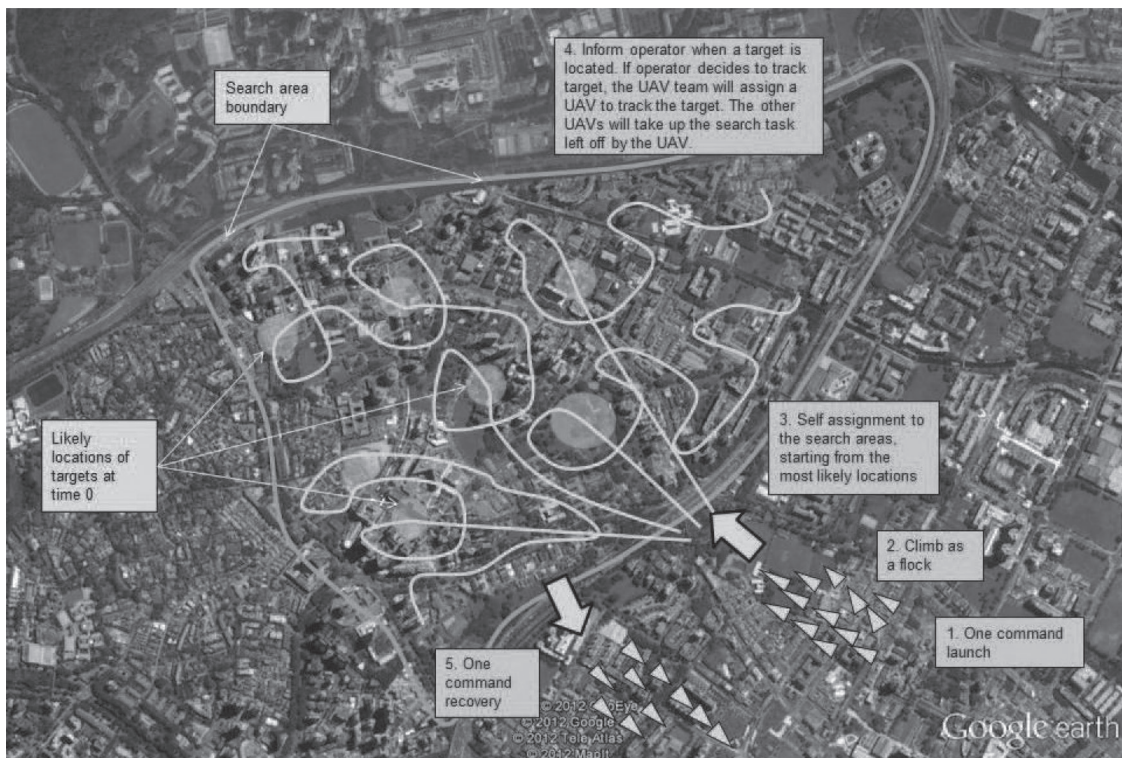 4. Inform operator when a target is
located. If operator decides to track
target, the UAV team will assign a
UAV to track the target. The other
UAVs will take up the search task
left off by the UAV.
Search area
boundary
Likely
locations of
targets at
time 0
3. Self assignment to
the search areas,
starting from the
most likely locations
2. Climb as
a flock
1. One command
launch
5. One
command
recovery
© 2012 GeoEye
© 2012 Google
© 2012 Tele Atlas
© 2012 MapIt
Google earth